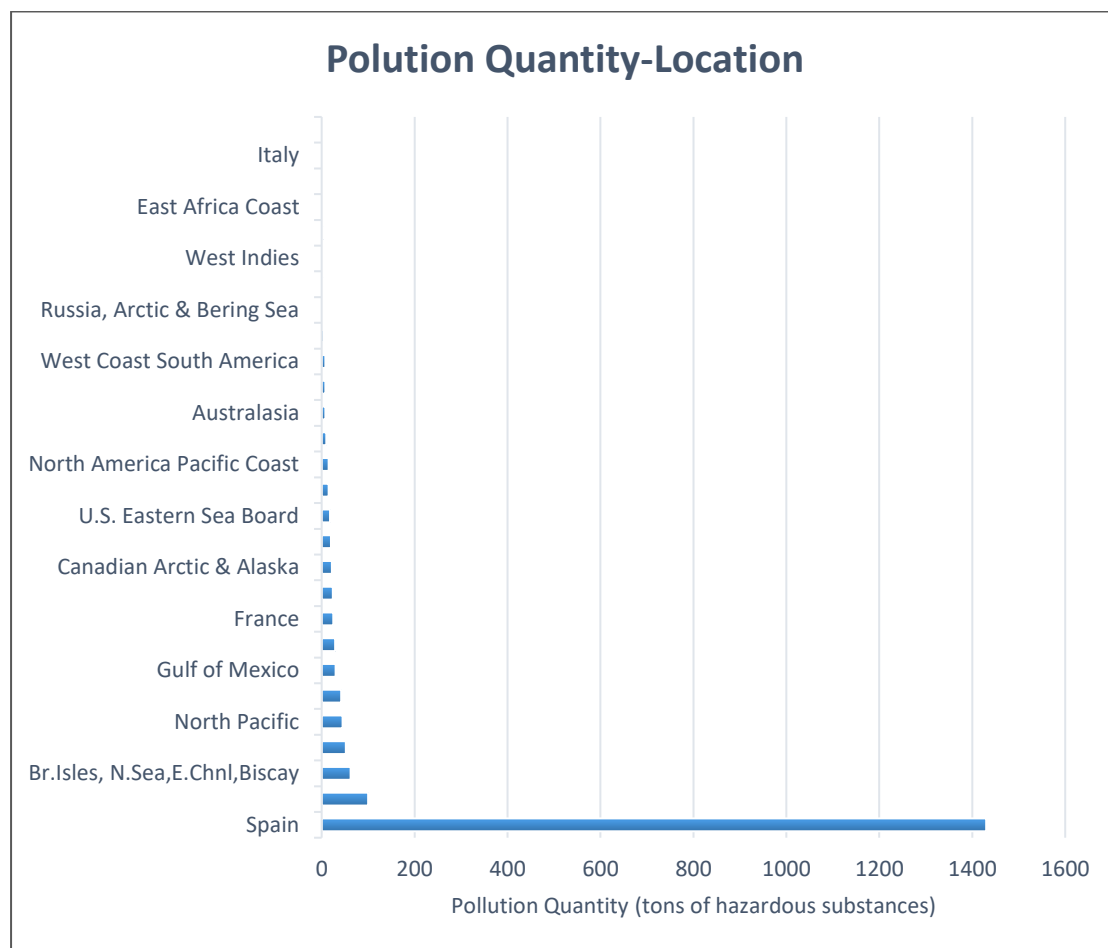 Polution Quantity-Location
Italy
East Africa Coast
West Indies
Russia, Arctic & Bering Sea
West Coast South America
Australasia
North America Pacific Coast
U.S. Eastern Sea Board
Canadian Arctic & Alaska
France
Gulf of Mexico
North Pacific
Br.Isles, N.Sea,E.Chnl,Biscay
Spain
0 200 400 600 800 1000 1200 1400 1600
Pollution Quantity (tons of hazardous substances)